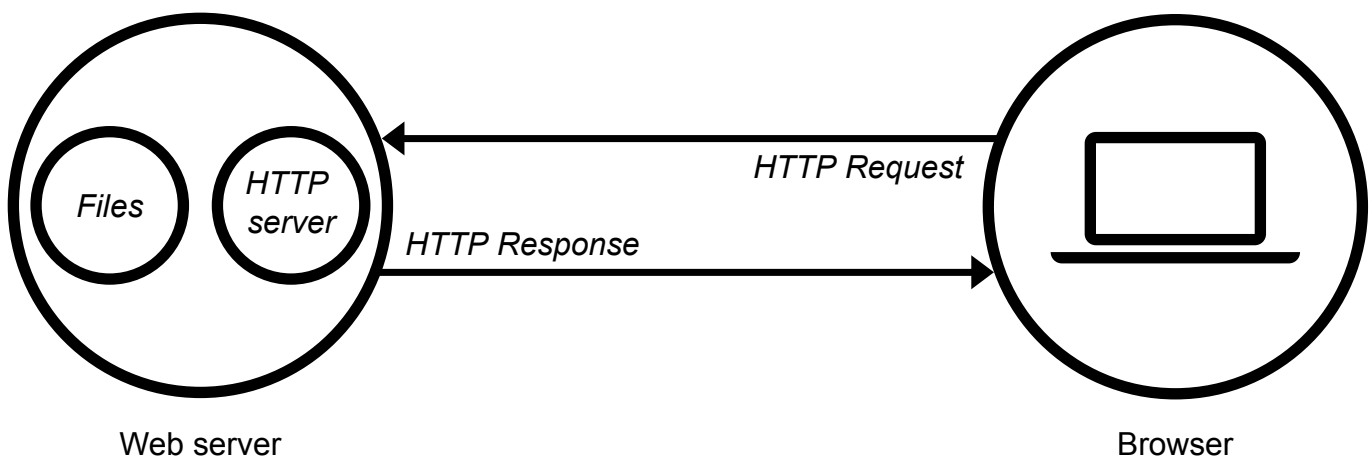 HTTP Request
Files
HTTP
server
HTTP Response
Web server
Browser